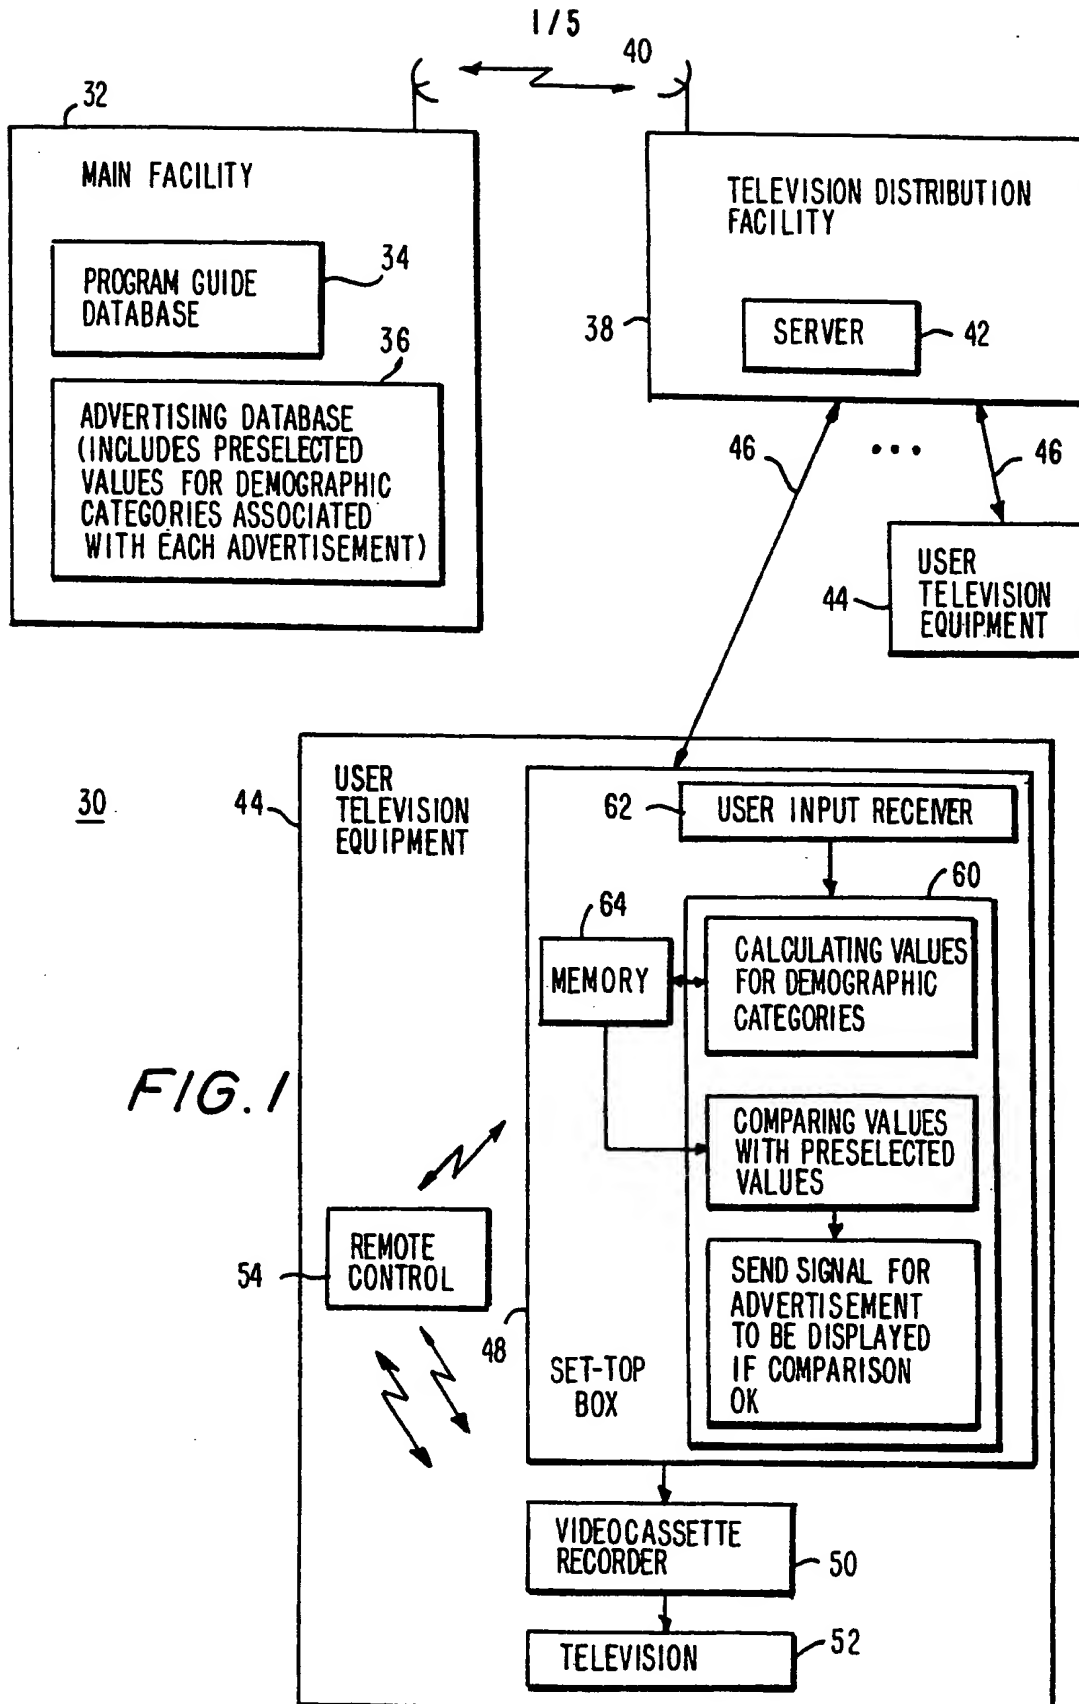 1/5
40
32
MAIN FACILITY
34
PROGRAM GUIDE
DATABASE
36
ADVERTISING DATABASE
(INCLUDES PRESELECTED
VALUES FOR DEMOGRAPHIC
CATEGORIES ASSOCIATED
WITH EACH ADVERTISEMENT)
TELEVISION DISTRIBUTION
FACILITY
38
SERVER
42
46
...
46
44
USER
TELEVISION
EQUIPMENT
30
44
USER
TELEVISION
EQUIPMENT
62
USER INPUT RECEIVER
60
64
MEMORY
CALCULATING VALUES
FOR DEMOGRAPHIC
CATEGORIES
FIG. 1
COMPARING VALUES
WITH PRESELECTED
VALUES
54
REMOTE
CONTROL
SEND SIGNAL FOR
ADVERTISEMENT
TO BE DISPLAYED
IF COMPARISON
OK
48
SET-TOP
BOX
VIDEOCASSETTE
RECORDER
50
TELEVISION
52